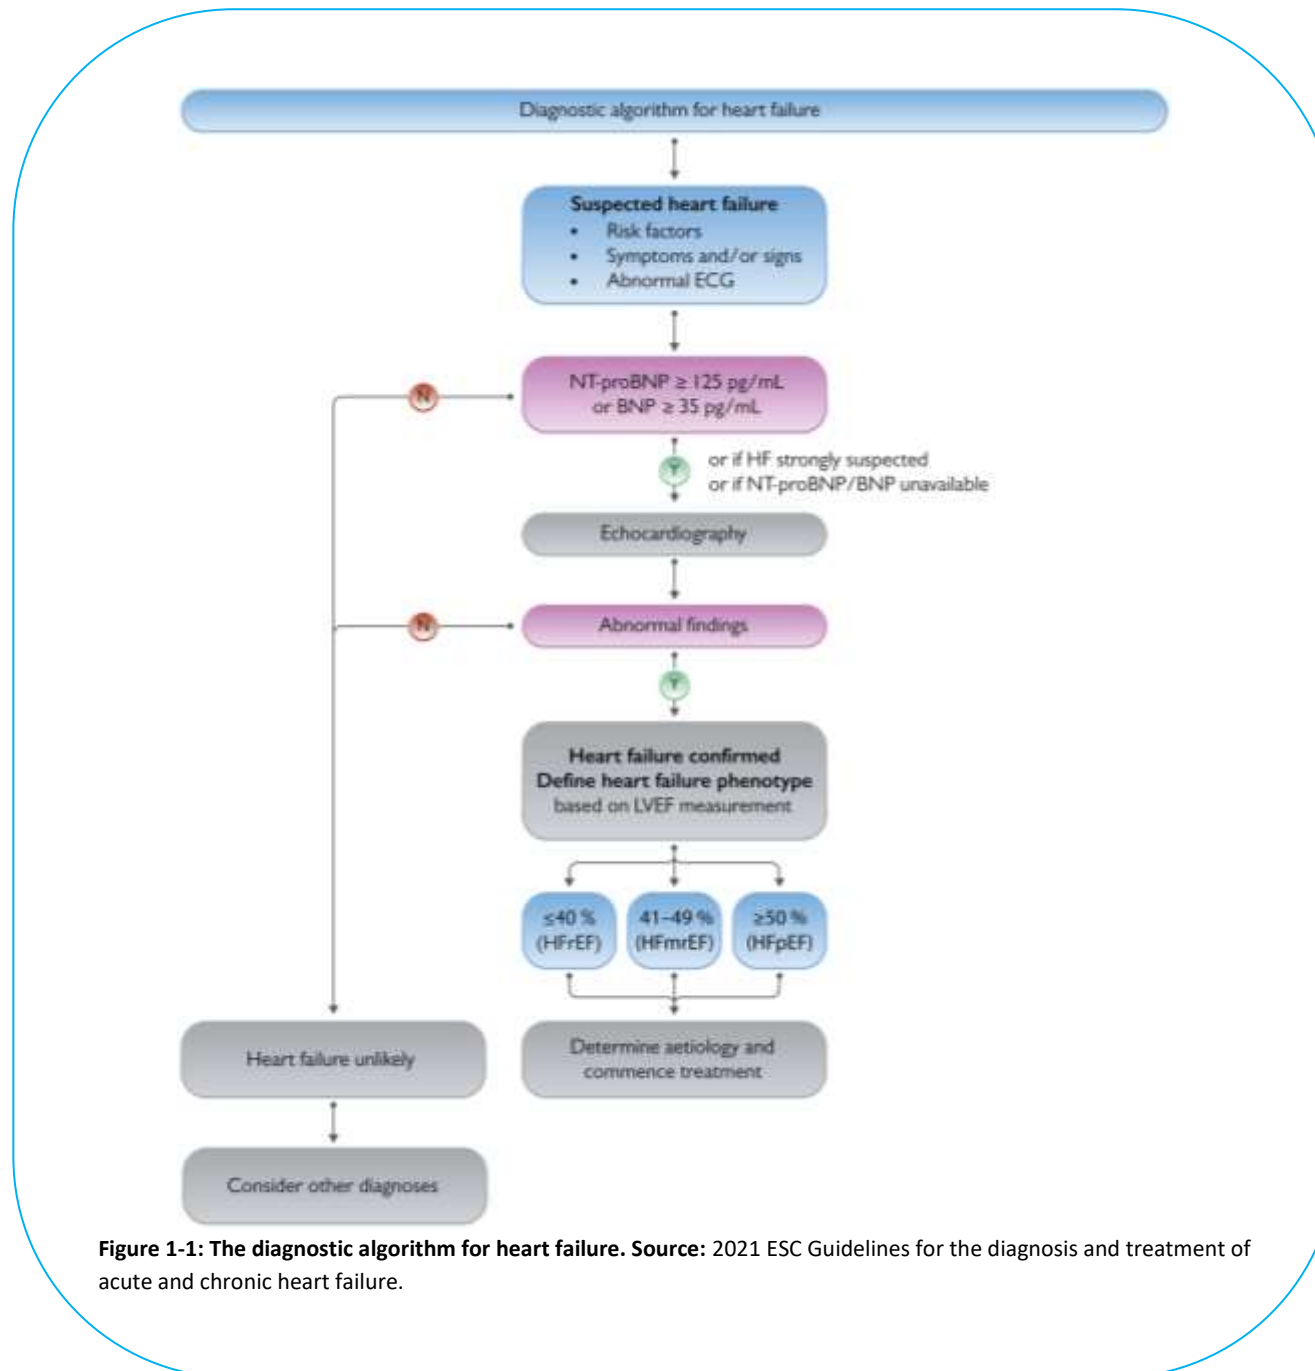 Diagnostic algorithm for heart failure
Suspected heart failure
• Risk factors
• Symptoms and/or signs
• Abnormal ECG
NT-proBNP ≥ 125 pg/mL
or BNP ≥ 35 pg/mL
N
Y
or if HF strongly suspected
or if NT-proBNP/BNP unavailable
Echocardiography
N
Abnormal findings
Y
Heart failure confirmed
Define heart failure phenotype
based on LVEF measurement
≤40 %
(HFrEF)
41–49 %
(HFmrEF)
≥50 %
(HFpEF)
Heart failure unlikely
Determine aetiology and
commence treatment
Consider other diagnoses
Figure 1-1: The diagnostic algorithm for heart failure. Source: 2021 ESC Guidelines for the diagnosis and treatment of
acute and chronic heart failure.